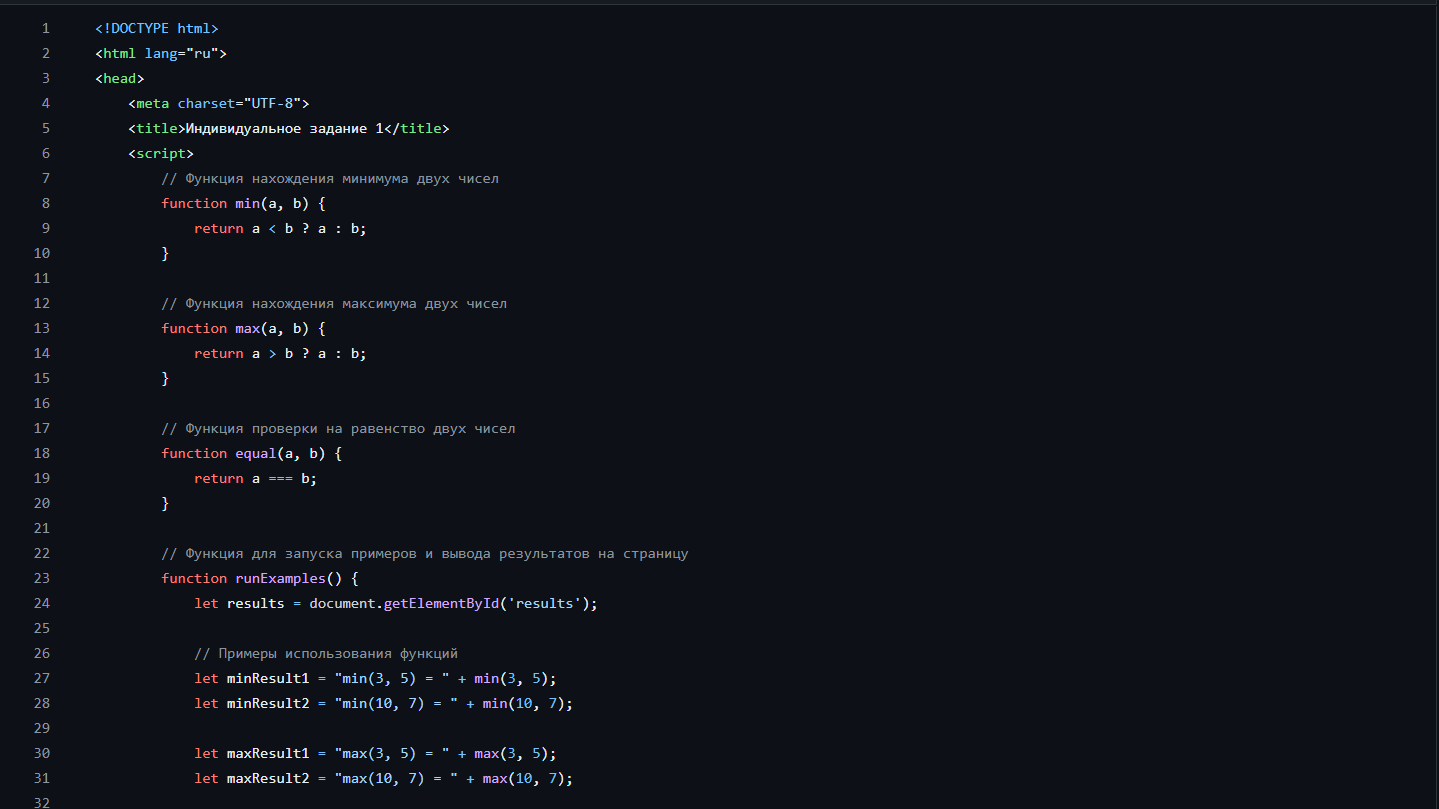 1 <!DOCTYPE html>
2 <html lang="ru">
3 <head>
4     <meta charset="UTF-8">
5     <title>Индивидуальное задание 1</title>
6     <script>
7         // Функция нахождения минимума двух чисел
8         function min(a, b) {
9             return a < b ? a : b;
10         }
11
12         // Функция нахождения максимума двух чисел
13         function max(a, b) {
14             return a > b ? a : b;
15         }
16
17         // Функция проверки на равенство двух чисел
18         function equal(a, b) {
19             return a === b;
20         }
21
22         // Функция для запуска примеров и вывода результатов на страницу
23         function runExamples() {
24             let results = document.getElementById('results');
25
26             // Примеры использования функций
27             let minResult1 = "min(3, 5) = " + min(3, 5);
28             let minResult2 = "min(10, 7) = " + min(10, 7);
29
30             let maxResult1 = "max(3, 5) = " + max(3, 5);
31             let maxResult2 = "max(10, 7) = " + max(10, 7);
32